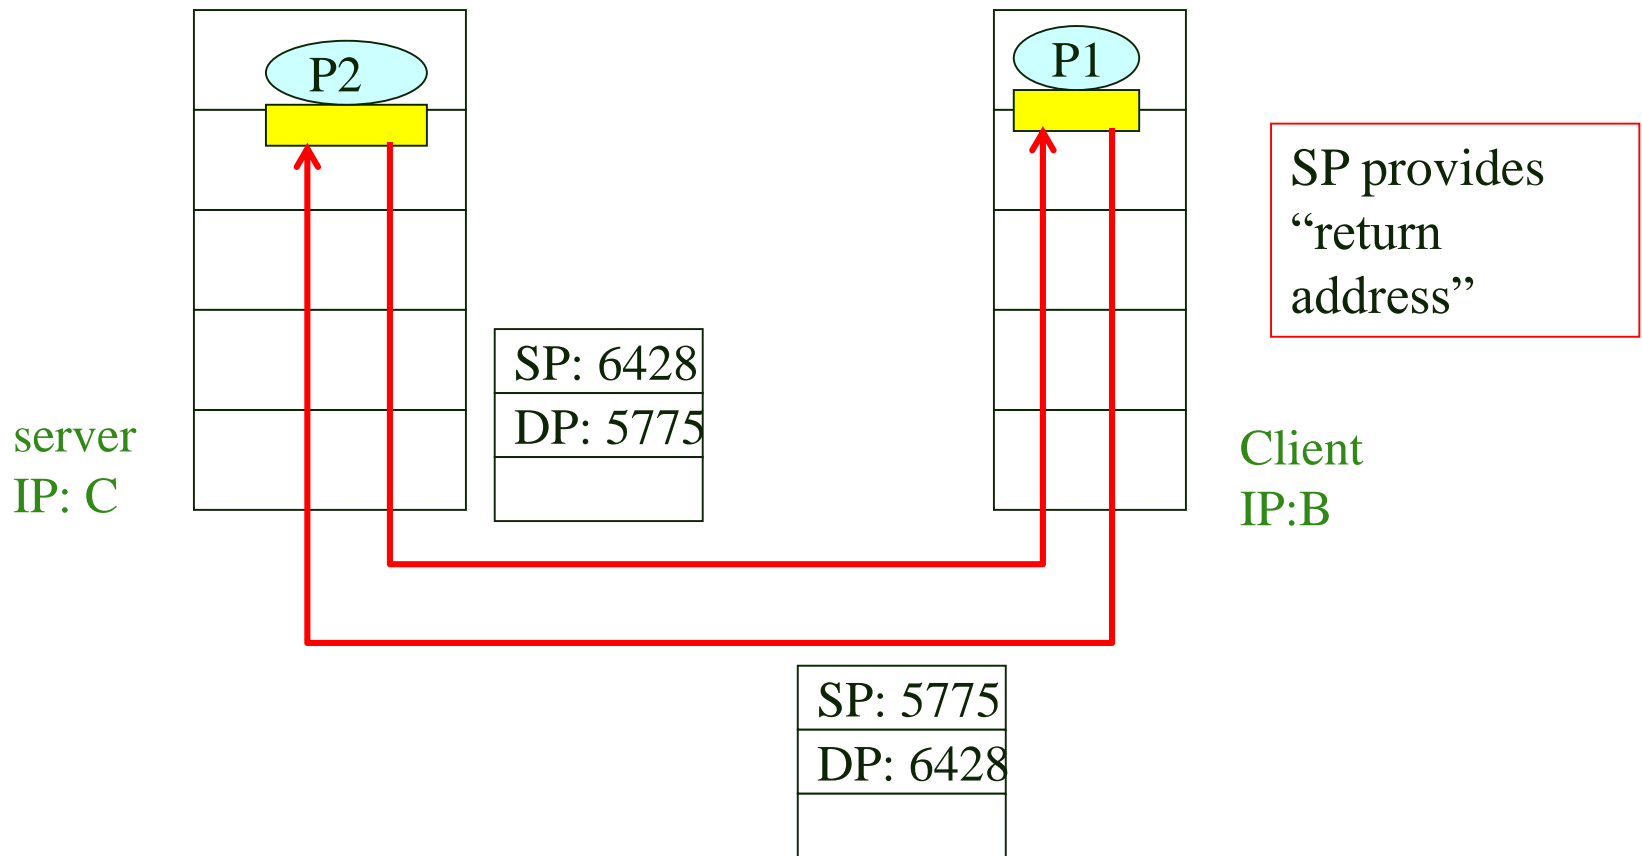 P2
P1
SP provides
“return
address”
SP: 6428
DP: 5775
server
IP: C
Client
IP:B
SP: 5775
DP: 6428